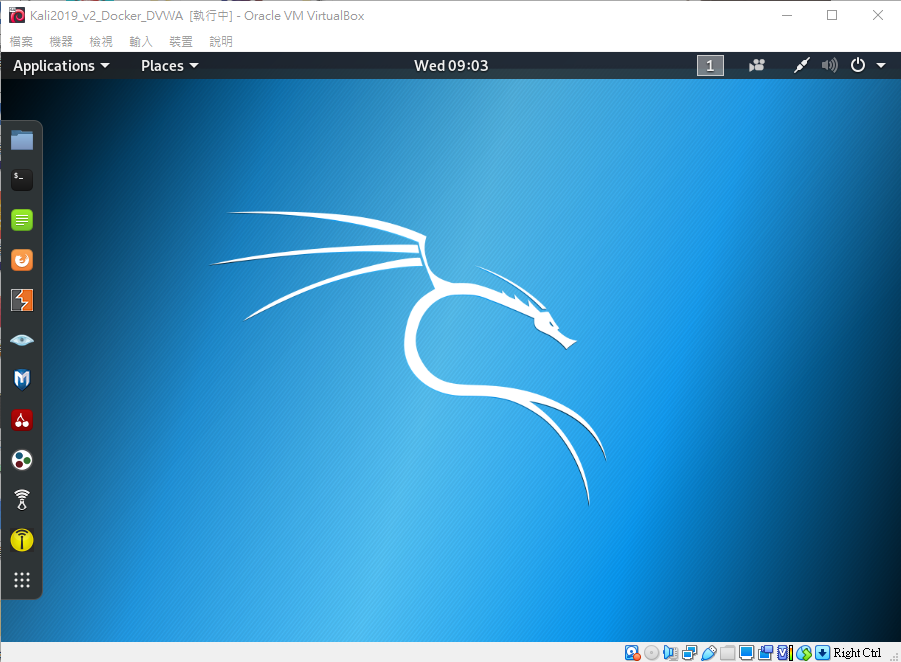 Kali2019_v2_Docker_DVWA [執行中] - Oracle VM VirtualBox
檔案 機器 檢視 輸入 裝置 說明
Applications Places Wed 09:03 1
$_
Right Ctrl